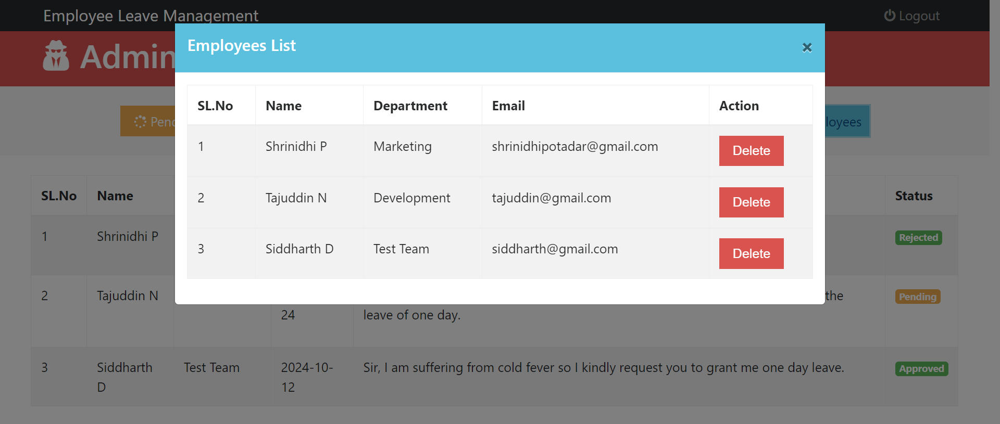 Employee Leave Management
Logout
Admin
Employees List
×
SL.No Name Department Email Action
1 Shrinidhi P Marketing shrinidhipotadar@gmail.com Delete
2 Tajuddin N Development tajuddin@gmail.com Delete
3 Siddharth D Test Team siddharth@gmail.com Delete
SL.No Name Status
1 Shrinidhi P Rejected
2 Tajuddin N the Pending
24 leave of one day.
3 Siddharth Test Team 2024-10- Sir, I am suffering from cold fever so I kindly request you to grant me one day leave. Approved
D 12